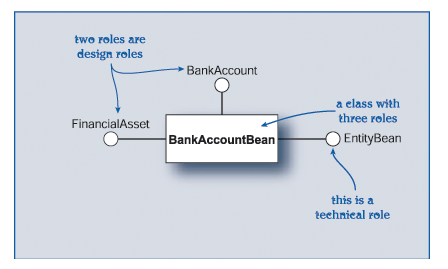 two roles are
design roles
BankAccount
a class with
three roles
FinancialAsset
BankAccountBean
EntityBean
this is a
technical role